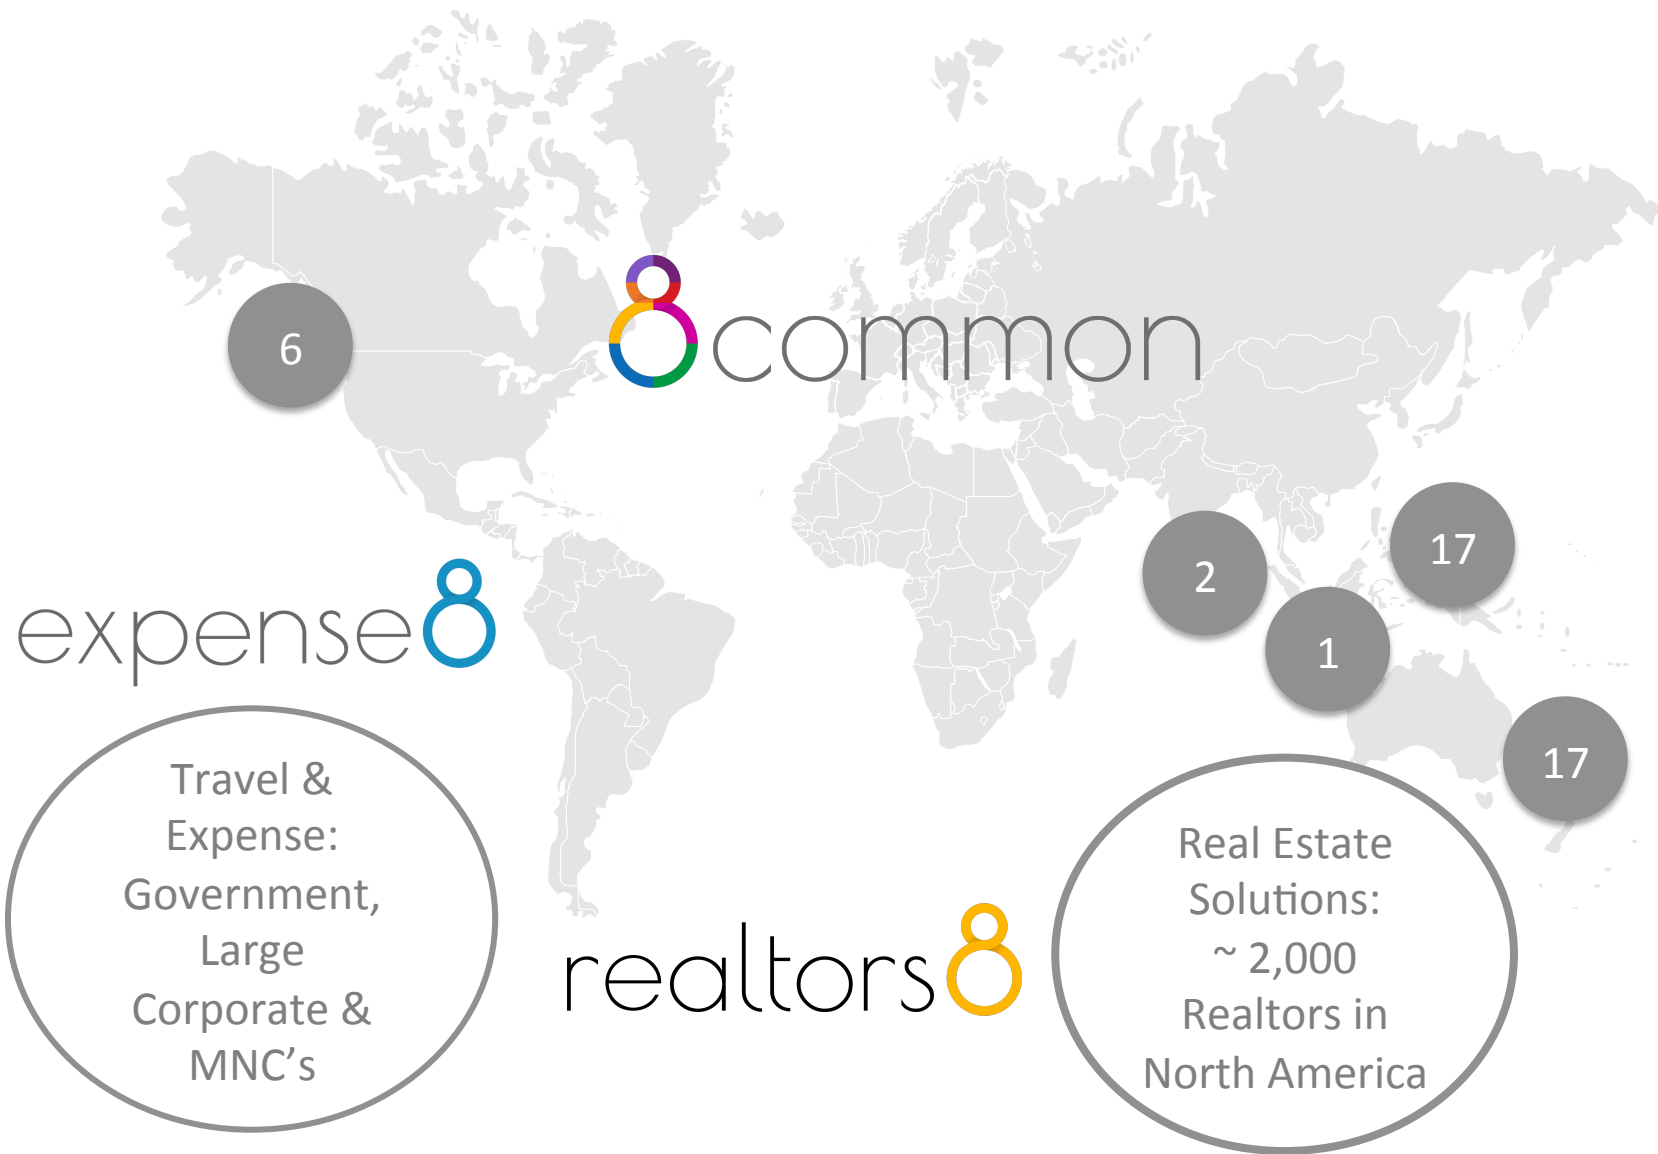 8common
6
2
17
1
17
expense8
Travel &
Expense:
Government,
Large
Corporate &
MNC’s
realtors8
Real Estate
Solutions:
~ 2,000
Realtors in
North America